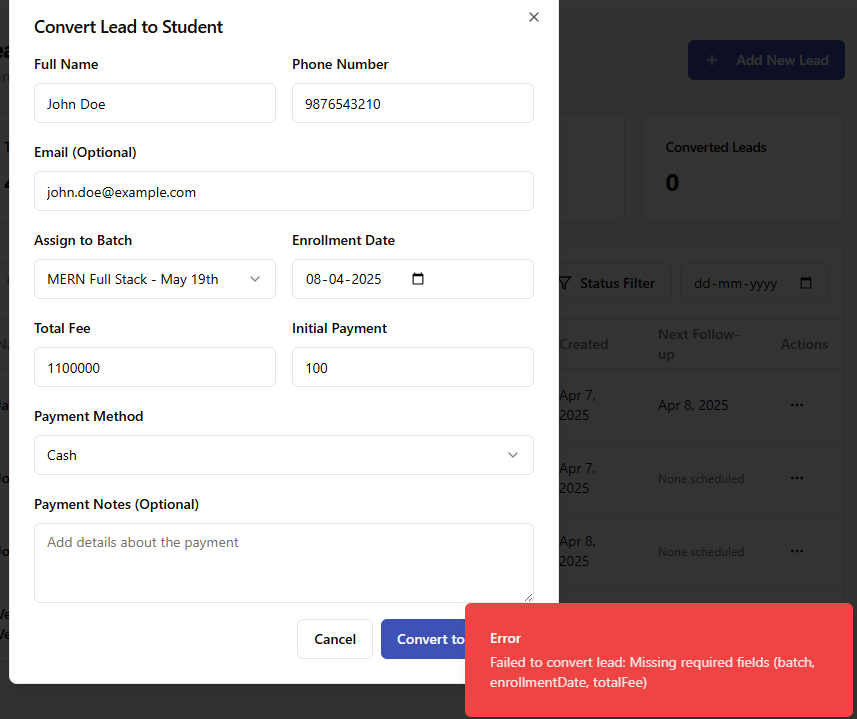 Convert Lead to Student
Full Name
Phone Number
John Doe
9876543210
Email (Optional)
john.doe@example.com
Assign to Batch
Enrollment Date
MERN Full Stack - May 19th
08-04-2025
Total Fee
Initial Payment
1100000
100
Payment Method
Cash
Payment Notes (Optional)
Add details about the payment
Cancel
Convert to
+ Add New Lead
Converted Leads
0
Status Filter
dd-mm-yyyy
Created
Next Follow-
up
Actions
Apr 7,
2025
Apr 8, 2025
Apr 7,
2025
None scheduled
Apr 8,
2025
None scheduled
Error
Failed to convert lead: Missing required fields (batch,
enrollmentDate, totalFee)